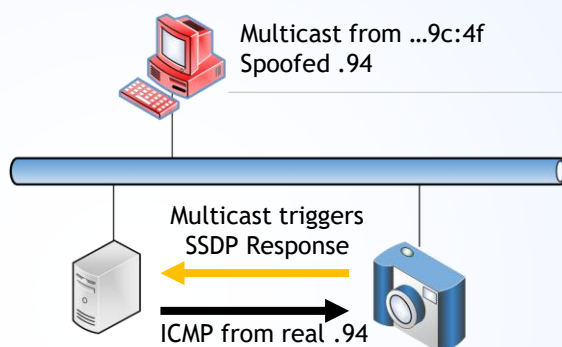 Multicast from …9c:4f
Spoofed .94
Multicast triggers
SSDP Response
ICMP from real .94